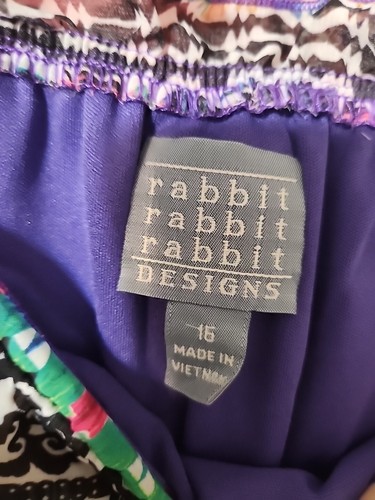 rabbit
rabbit
rabbit
DESIGNS
16
MADE IN
VIETNAM